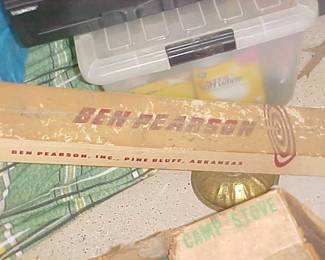 BEN PEARSON
BEN PEARSON, INC., PINE BLUFF, ARKANSAS
CAMP STOVE